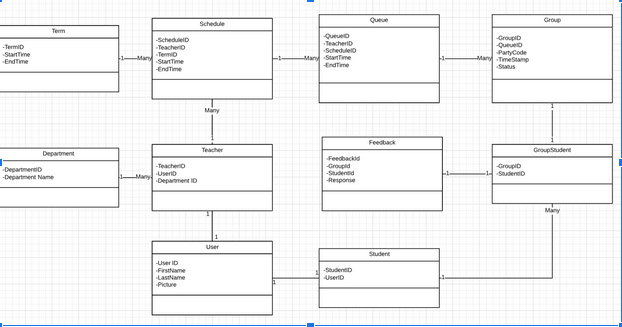 Term
-TermID
-StartTime
-EndTime
1
Many
Schedule
-ScheduleID
-TeacherID
-TermID
-StartTime
-EndTime
1
Many
Queue
-QueueID
-TeacherID
-ScheduleID
-StartTime
-EndTime
1
Many
Group
-GroupID
-QueueID
-PartyCode
-TimeStamp
-Status
Many
1
1
1
Department
-DepartmentID
-Department Name
1
Many
Teacher
-TeacherID
-UserID
-Department ID
Feedback
-FeedbackId
-GroupId
-StudentId
-Response
1
1
GroupStudent
-GroupID
-StudentID
1
1
Many
User
-User ID
-FirstName
-LastName
-Picture
1
1
Student
-StudentID
-UserID
1